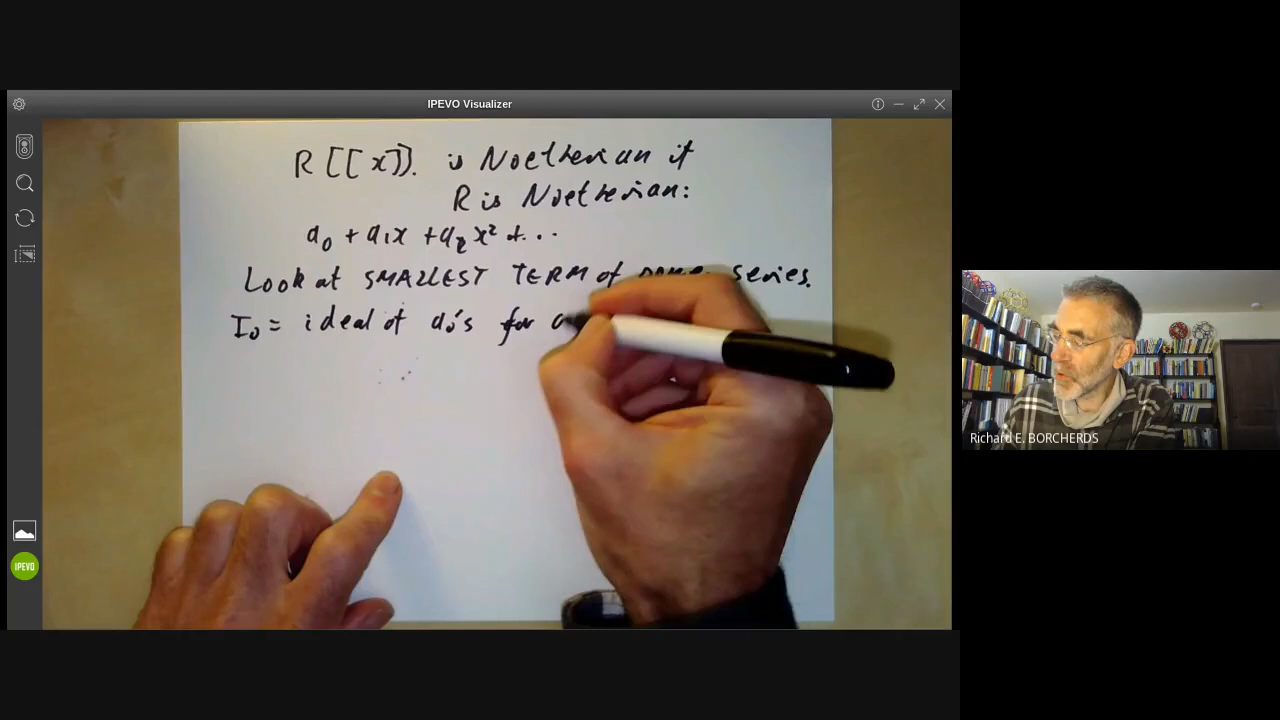 IPEVO Visualizer
R[[x]]. is Noetherian if
R is Noetherian:
a₀ + a₁x + a₂x² + ...
Look at SMALLEST TERM of series.
I₀ = ideal of a₀'s for a
IPEVO
Richard E. BORCHERDS